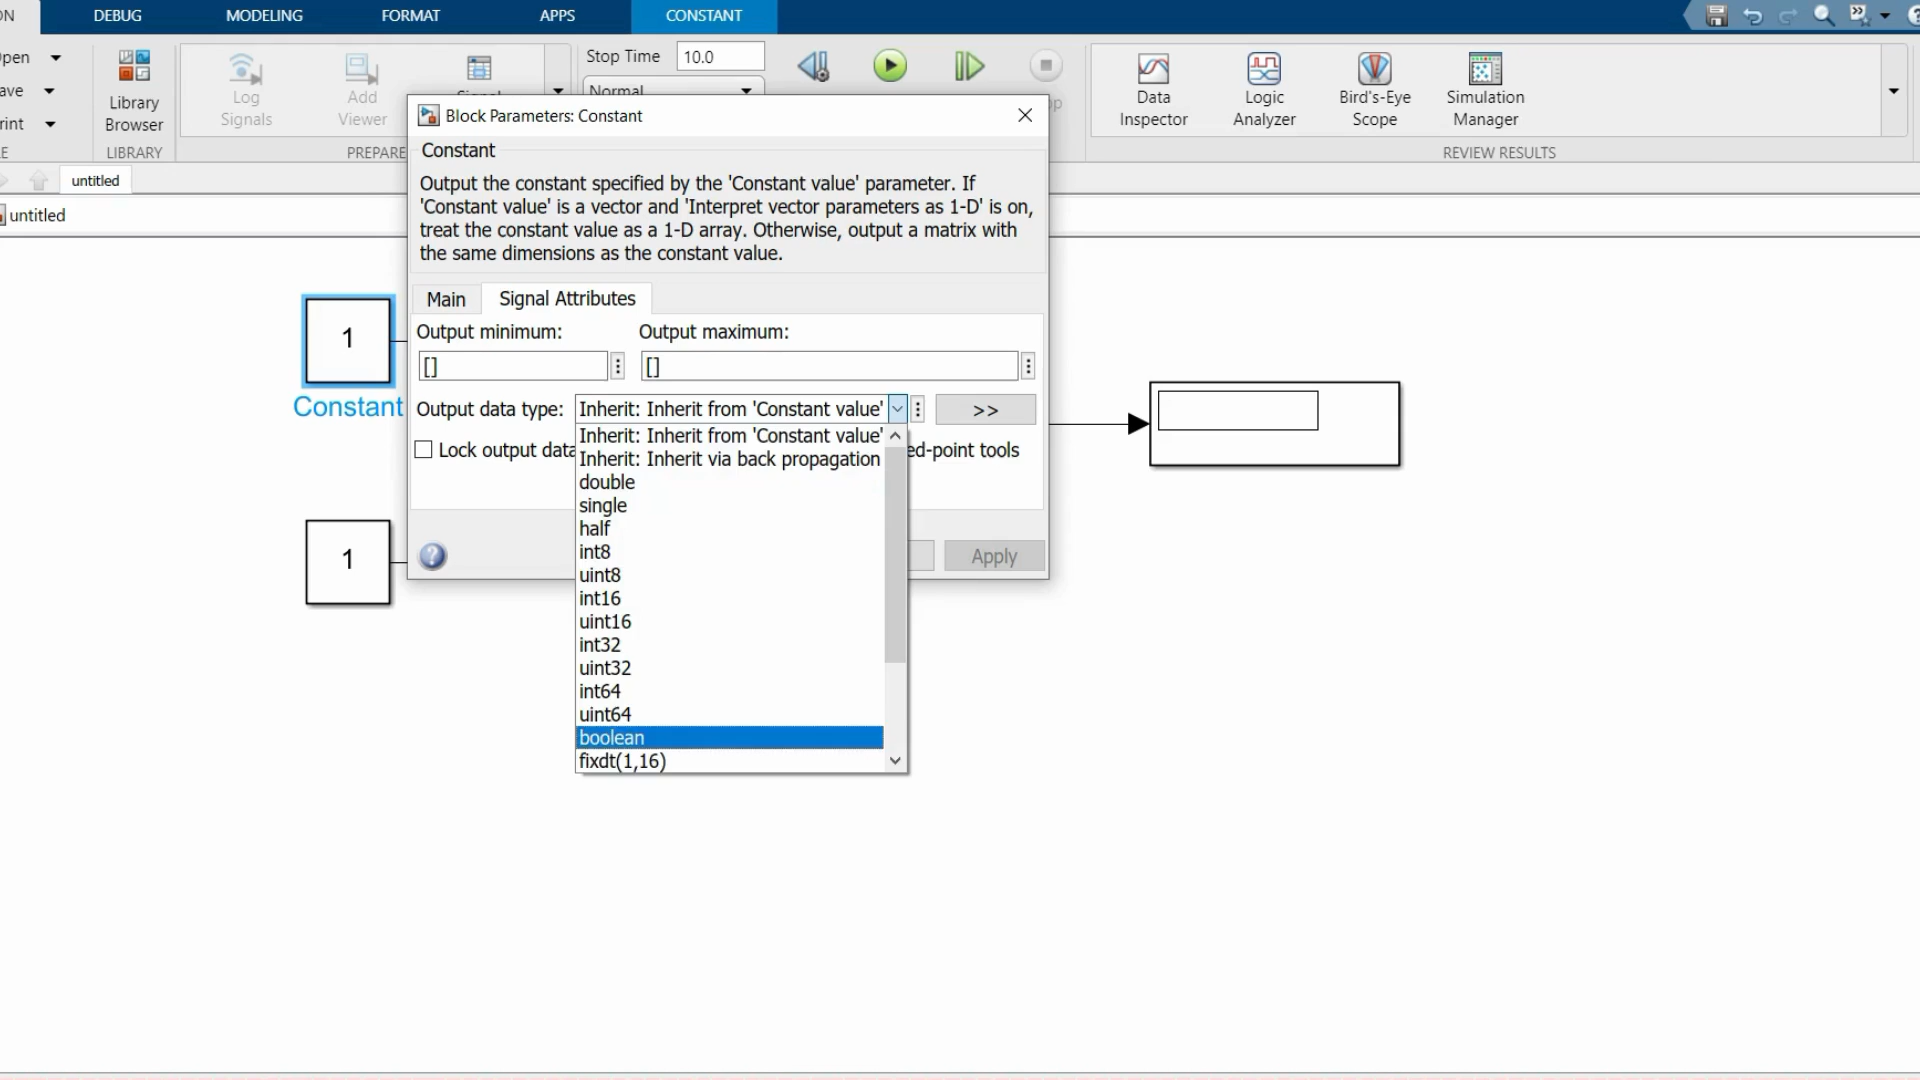 ON
DEBUG
MODELING
FORMAT
APPS
CONSTANT
pen
ave
rint
Library
Browser
LIBRARY
Log
Signals
Add
Viewer
Signal
PREPARE
Stop Time
10.0
Normal
op
Data
Inspector
Logic
Analyzer
Bird's-Eye
Scope
Simulation
Manager
REVIEW RESULTS
E
untitled
untitled
Block Parameters: Constant
Constant
Output the constant specified by the 'Constant value' parameter. If
'Constant value' is a vector and 'Interpret vector parameters as 1-D' is on,
treat the constant value as a 1-D array. Otherwise, output a matrix with
the same dimensions as the constant value.
Main
Signal Attributes
Output minimum:
Output maximum:
[]
[]
Output data type:
Inherit: Inherit from 'Constant value'
>>
Lock output data
ed-point tools
Inherit: Inherit from 'Constant value'
Inherit: Inherit via back propagation
double
single
half
int8
uint8
int16
uint16
int32
uint32
int64
uint64
boolean
fixdt(1,16)
?
Apply
1
Constant
1